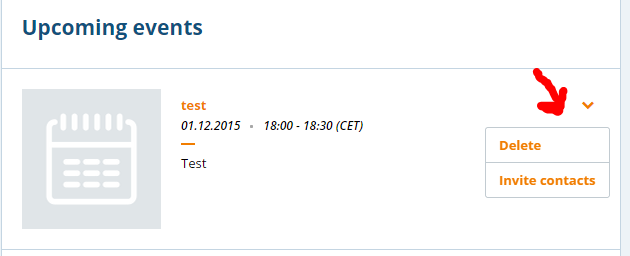 Upcoming events
test
01.12.2015 • 18:00 - 18:30 (CET)
Test
Delete
Invite contacts